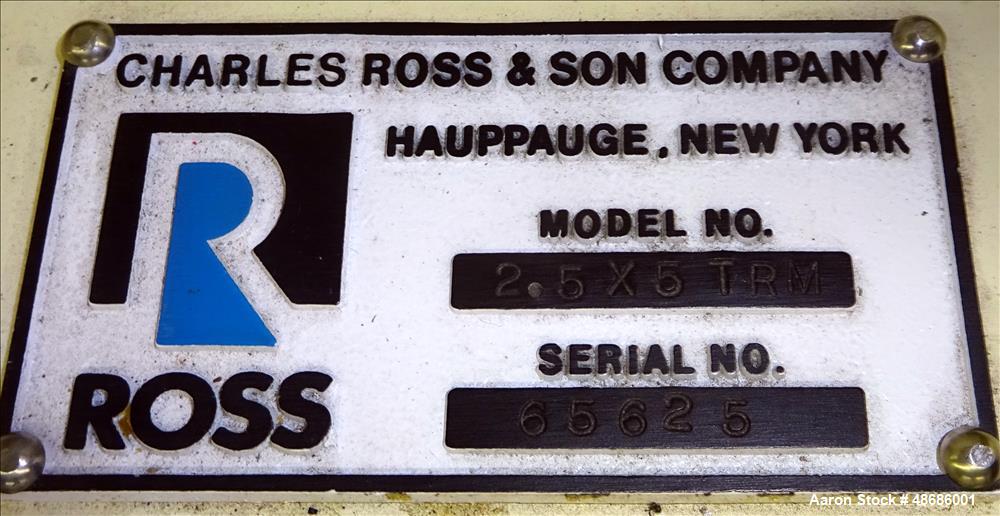 CHARLES ROSS & SON COMPANY
HAUPPAUGE, NEW YORK
R
ROSS
MODEL NO.
2.5X5 TRM
SERIAL NO.
65625
Aaron Stock # 48686001